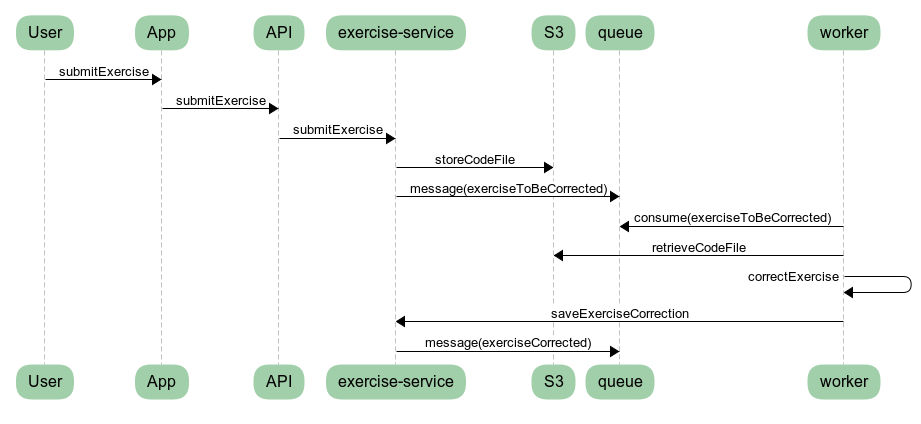 User App API exercise-service S3 queue worker
submitExercise
submitExercise
submitExercise
storeCodeFile
message(exerciseToBeCorrected)
consume(exerciseToBeCorrected)
retrieveCodeFile
correctExercise
saveExerciseCorrection
message(exerciseCorrected)
User App API exercise-service S3 queue worker